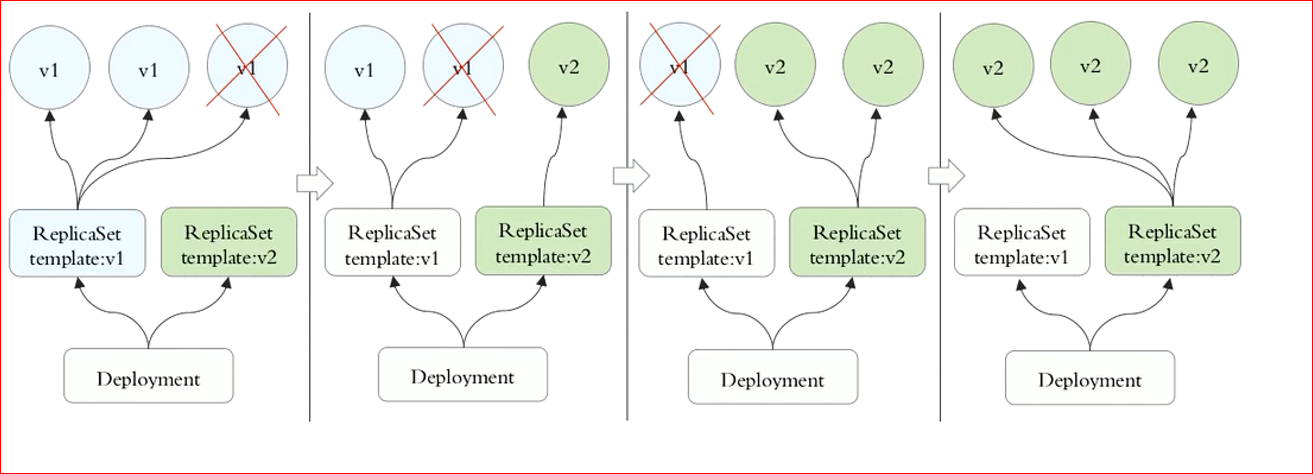 v1
v1
v1
ReplicaSet
template:v1
ReplicaSet
template:v2
Deployment
v1
v1
v2
ReplicaSet
template:v1
ReplicaSet
template:v2
Deployment
v1
v2
v2
ReplicaSet
template:v1
ReplicaSet
template:v2
Deployment
v2
v2
v2
ReplicaSet
template:v1
ReplicaSet
template:v2
Deployment